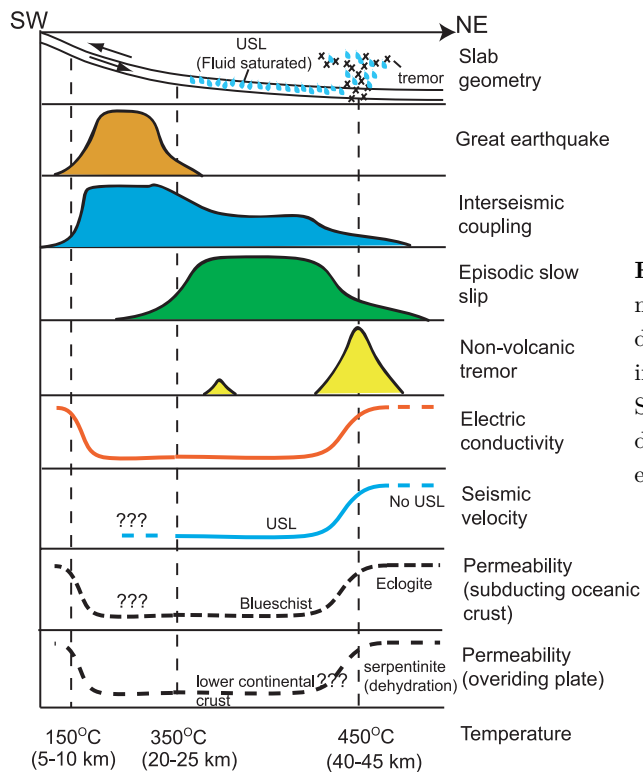 SW
NE
USL
(Fluid saturated)
tremor
Slab
geometry
Great earthquake
Interseismic
coupling
Episodic slow
slip
Non-volcanic
tremor
Electric
conductivity
???
USL
No USL
Seismic
velocity
???
Blueschist
Eclogite
Permeability
(subducting oceanic
crust)
lower continental
crust
???
serpentinite
(dehydration)
Permeability
(overiding plate)
150°C
(5-10 km)
350°C
(20-25 km)
450°C
(40-45 km)
Temperature